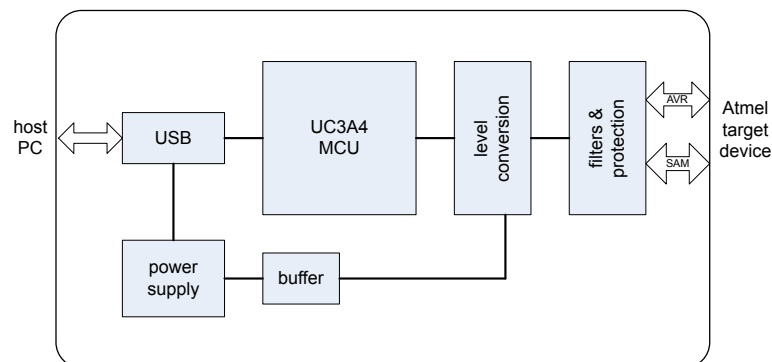 host
PC
USB
UC3A4
MCU
level
conversion
filters &
protection
AVR
SAM
Atmel
target
device
power
supply
buffer